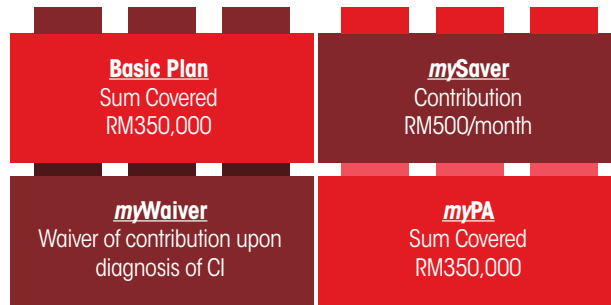 Basic Plan
Sum Covered
RM350,000
mySaver
Contribution
RM500/month
myWaiver
Waiver of contribution upon
diagnosis of CI
myPA
Sum Covered
RM350,000